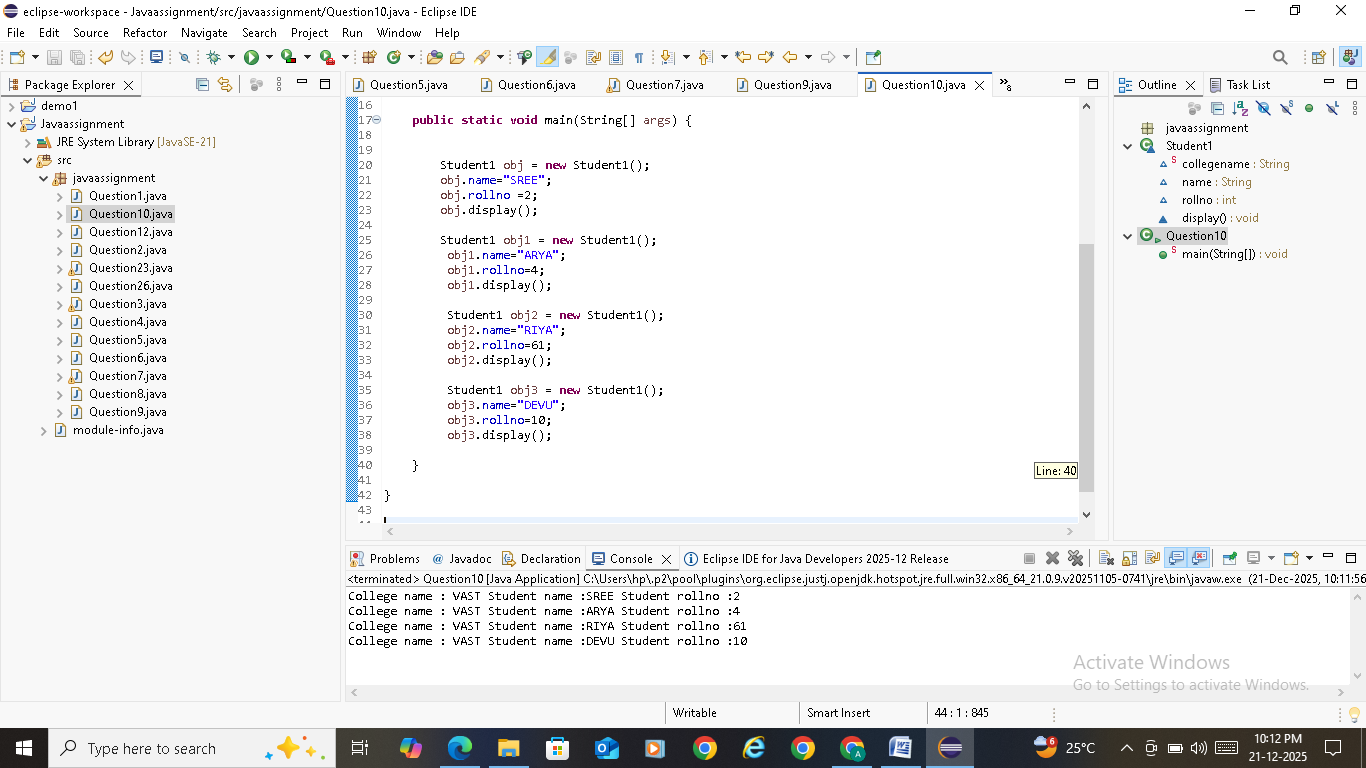 eclipse-workspace - Javaassignment/src/javaassignment/Question10.java - Eclipse IDE
File Edit Source Refactor Navigate Search Project Run Window Help
Package Explorer
demo1
Javaassignment
JRE System Library [JavaSE-21]
src
javaassignment
Question1.java
Question10.java
Question12.java
Question2.java
Question23.java
Question26.java
Question3.java
Question4.java
Question5.java
Question6.java
Question7.java
Question8.java
Question9.java
module-info.java
Question5.java Question6.java Question7.java Question9.java Question10.java »8
16
17 public static void main(String[] args) {
18
19
20 Student1 obj = new Student1();
21 obj.name="SREE";
22 obj.rollno =2;
23 obj.display();
24
25 Student1 obj1 = new Student1();
26 obj1.name="ARYA";
27 obj1.rollno=4;
28 obj1.display();
29
30 Student1 obj2 = new Student1();
31 obj2.name="RIYA";
32 obj2.rollno=61;
33 obj2.display();
34
35 Student1 obj3 = new Student1();
36 obj3.name="DEVU";
37 obj3.rollno=10;
38 obj3.display();
39
40 }
41
42 }
43
Line: 40
Outline Task List
javaassignment
Student1
S collegename : String
name : String
rollno : int
display() : void
Question10
S main(String[]) : void
Problems Javadoc Declaration Console Eclipse IDE for Java Developers 2025-12 Release
<terminated> Question10 [Java Application] C:\Users\hp\.p2\pool\plugins\org.eclipse.justj.openjdk.hotspot.jre.full.win32.x86_64_21.0.9.v20251105-0741\jre\bin\javaw.exe (21-Dec-2025, 10:11:56
College name : VAST Student name :SREE Student rollno :2
College name : VAST Student name :ARYA Student rollno :4
College name : VAST Student name :RIYA Student rollno :61
College name : VAST Student name :DEVU Student rollno :10
Activate Windows
Go to Settings to activate Windows.
Writable Smart Insert 44 : 1 : 845
Type here to search
6 25°C
10:12 PM
21-12-2025